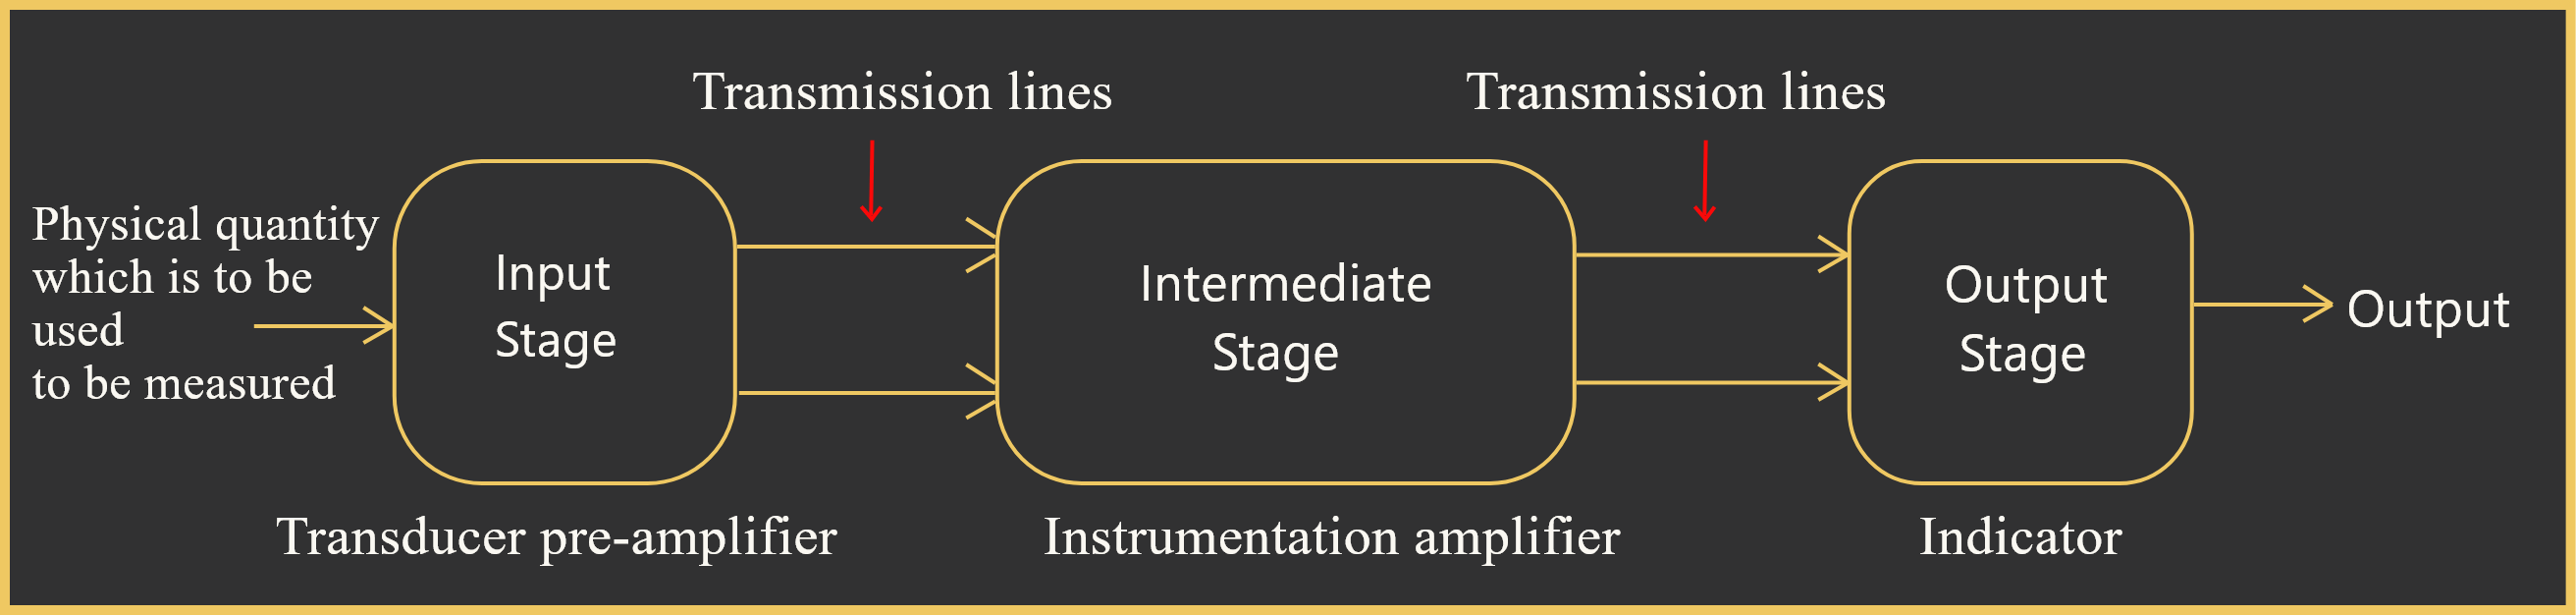 Transmission lines
Transmission lines
Physical quantity
which is to be
used
to be measured
Input
Stage
Intermediate
Stage
Output
Stage
Output
Transducer pre-amplifier
Instrumentation amplifier
Indicator